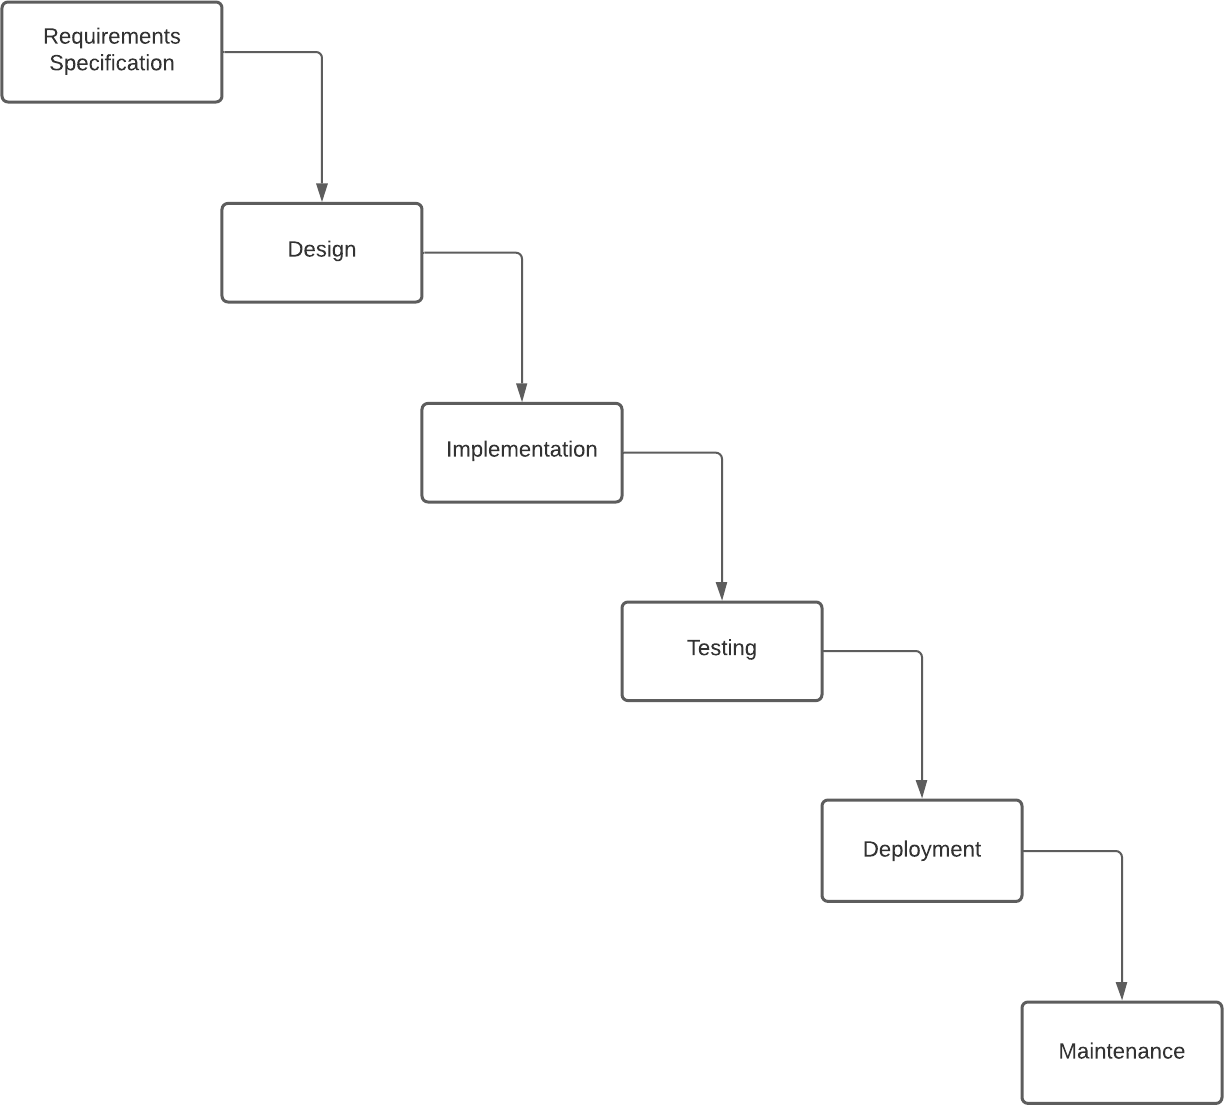 Requirements
Specification
Design
Implementation
Testing
Deployment
Maintenance